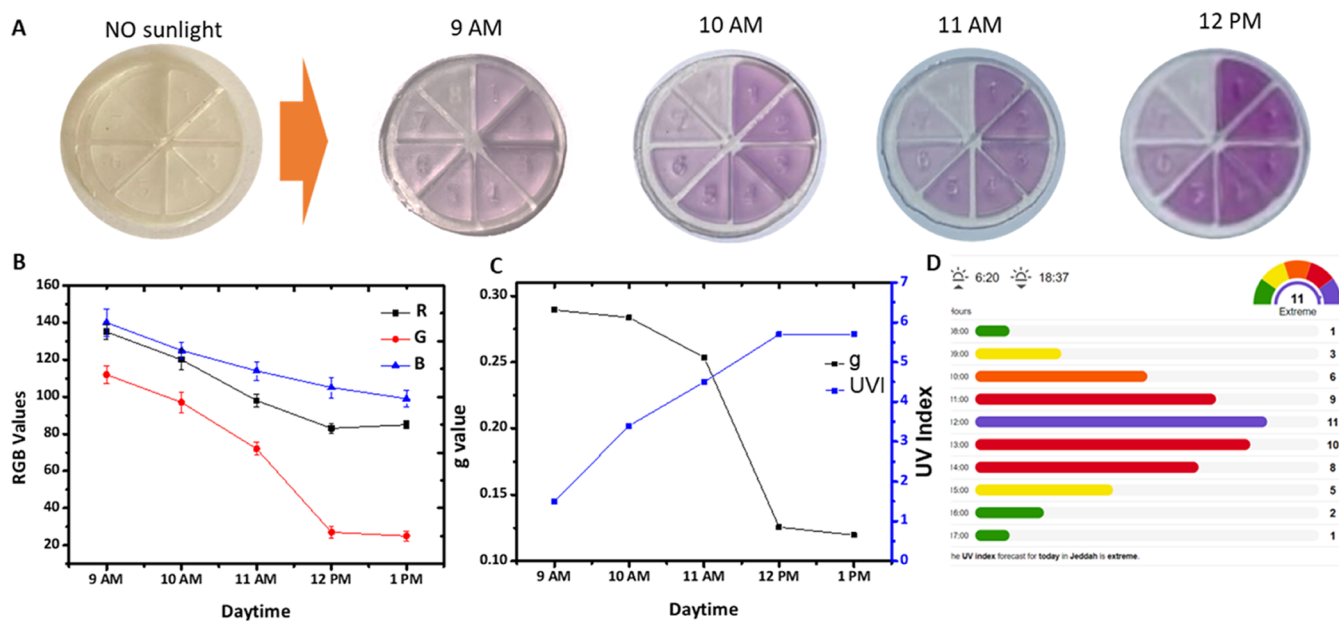 A
NO sunlight
9 AM
10 AM
11 AM
12 PM
B
RGB Values
160
140
120
100
80
60
40
20
R
G
B
9 AM
10 AM
11 AM
12 PM
1 PM
Daytime
C
g value
0.30
0.25
0.20
0.15
0.10
g
UVI
7
6
5
4
3
2
1
0
UV Index
9 AM
10 AM
11 AM
12 PM
1 PM
Daytime
D
6:20 18:37
11
Extreme
lours
08:00 1
09:00 3
10:00 6
11:00 9
12:00 11
13:00 10
14:00 8
15:00 5
16:00 2
17:00 1
he UV index forecast for today in Jeddah is extreme.